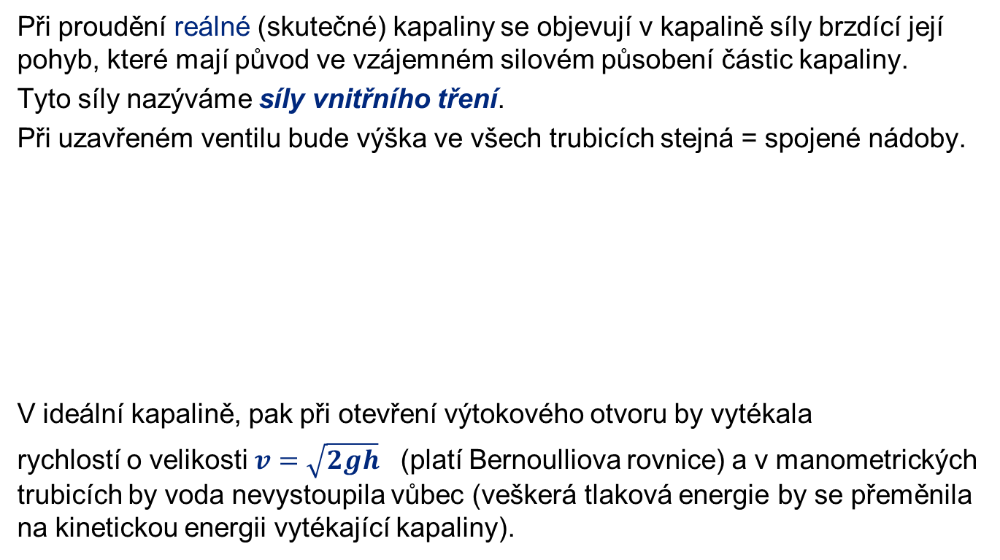 Při proudění reálné (skutečné) kapaliny se objevují v kapalině síly brzdící její
pohyb, které mají původ ve vzájemném silovém působení částic kapaliny.
Tyto síly nazýváme síly vnitřního tření.
Při uzavřeném ventilu bude výška ve všech trubicích stejná = spojené nádoby.
V ideální kapalině, pak při otevření výtokového otvoru by vytékala
rychlostí o velikosti v = √2gh (platí Bernoulliova rovnice) a v manometrických
trubicích by voda nevystoupila vůbec (veškerá tlaková energie by se přeměnila
na kinetickou energii vytékající kapaliny).